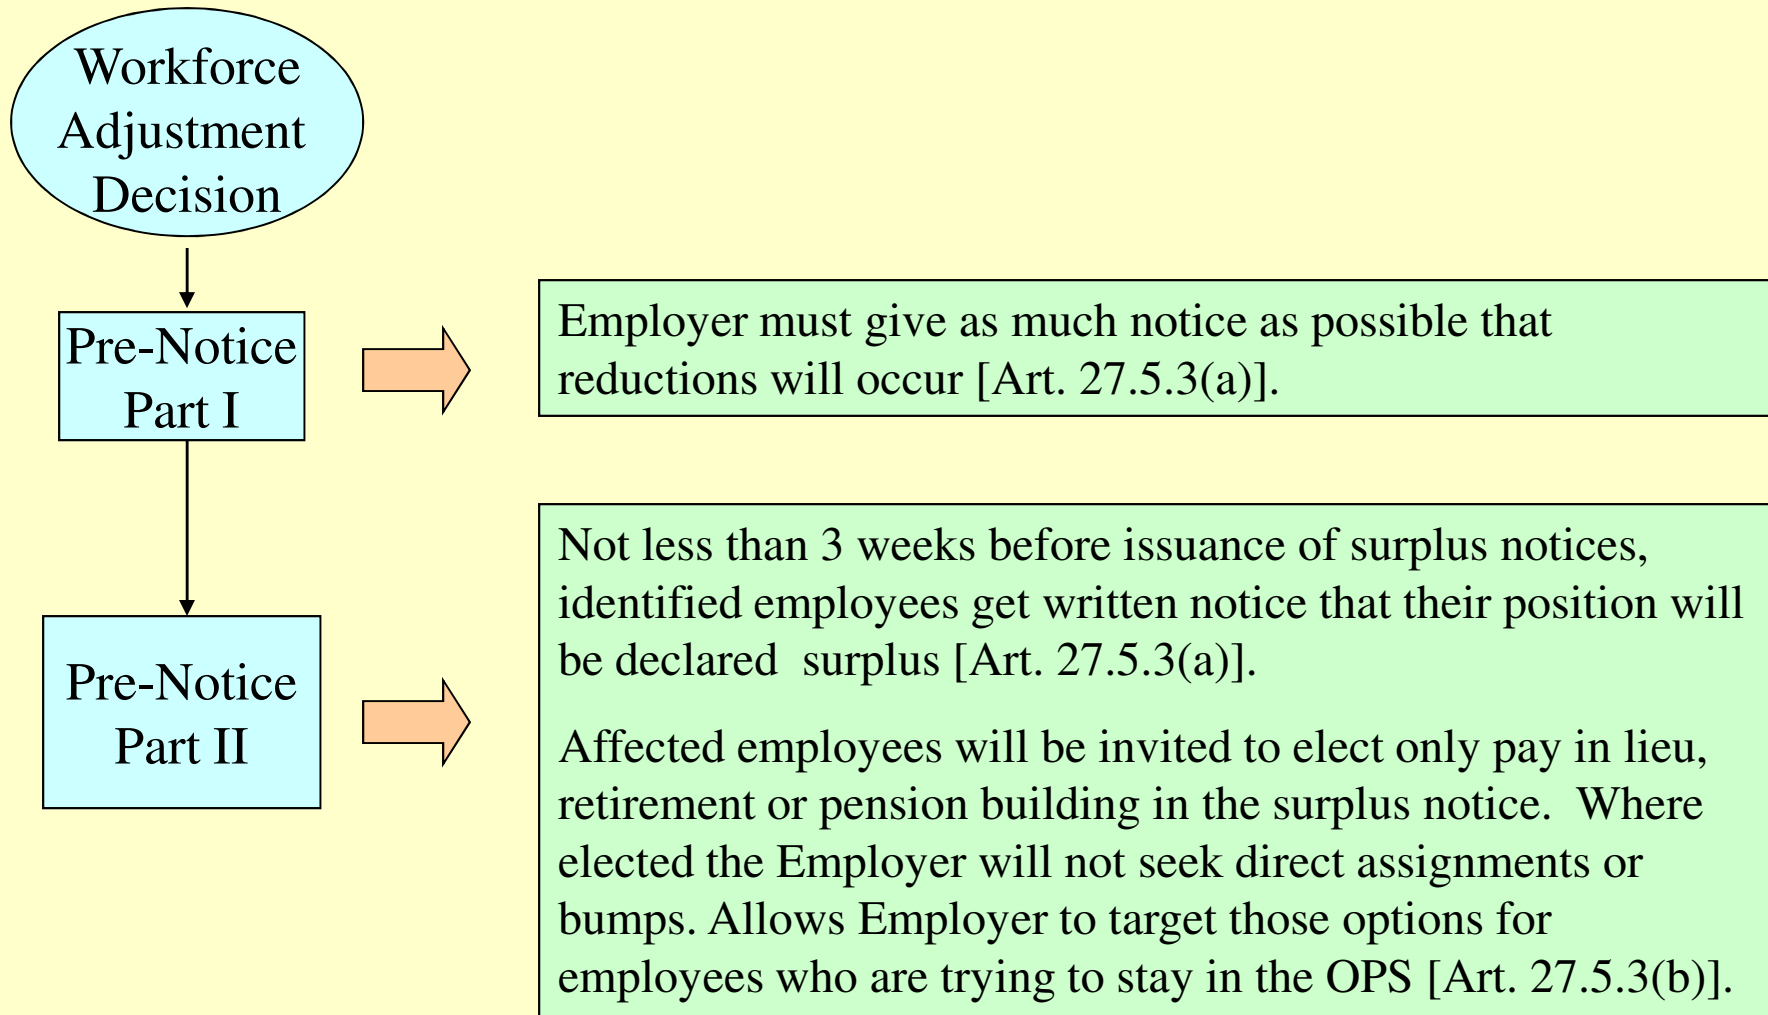 Workforce
Adjustment
Decision
Pre-Notice
Part I
Employer must give as much notice as possible that
reductions will occur [Art. 27.5.3(a)].
Pre-Notice
Part II
Not less than 3 weeks before issuance of surplus notices,
identified employees get written notice that their position will
be declared  surplus [Art. 27.5.3(a)].
Affected employees will be invited to elect only pay in lieu,
retirement or pension building in the surplus notice.  Where
elected the Employer will not seek direct assignments or
bumps. Allows Employer to target those options for
employees who are trying to stay in the OPS [Art. 27.5.3(b)].